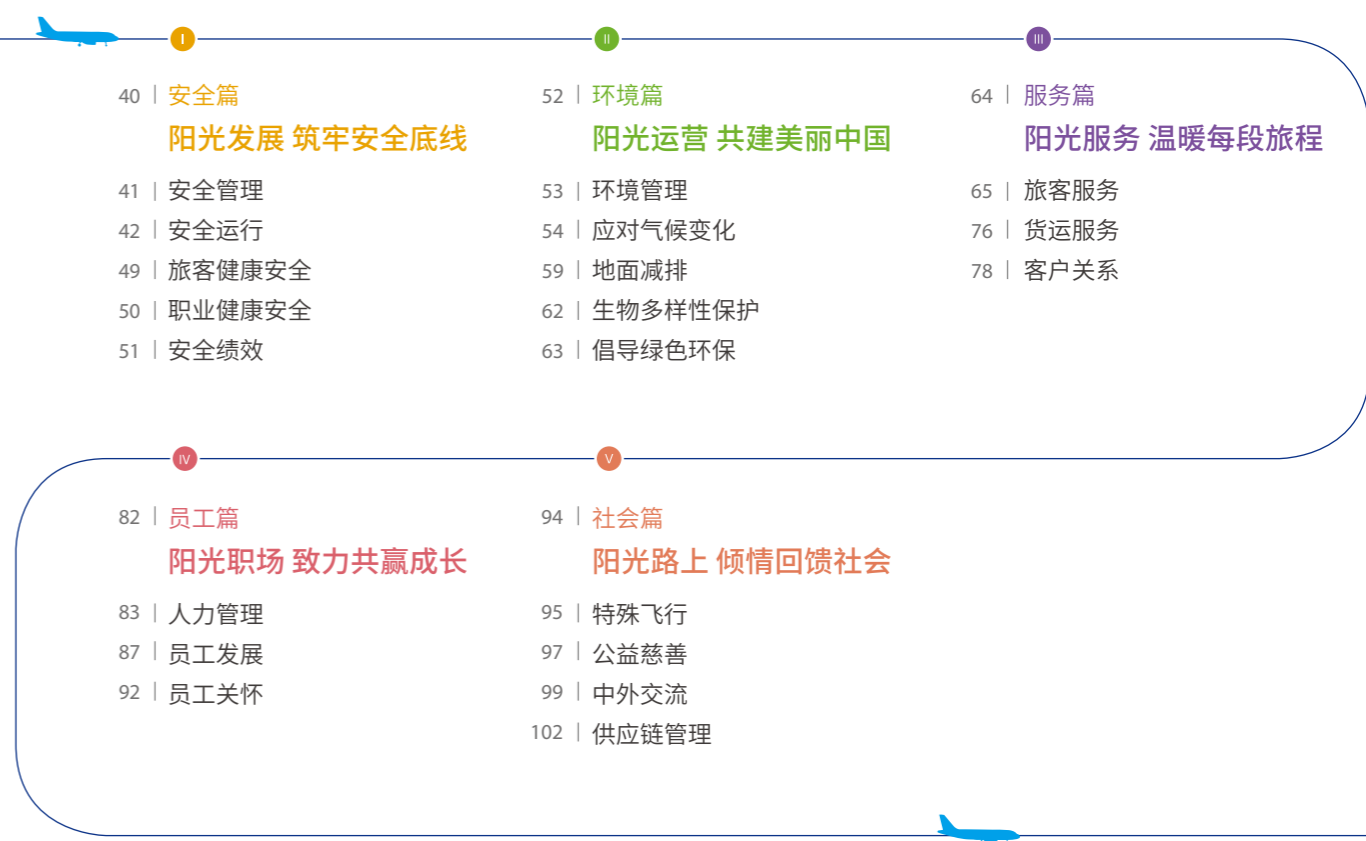 I
40 | 安全篇
阳光发展 筑牢安全底线
41 | 安全管理
42 | 安全运行
49 | 旅客健康安全
50 | 职业健康安全
51 | 安全绩效
II
52 | 环境篇
阳光运营 共建美丽中国
53 | 环境管理
54 | 应对气候变化
59 | 地面减排
62 | 生物多样性保护
63 | 倡导绿色环保
III
64 | 服务篇
阳光服务 温暖每段旅程
65 | 旅客服务
76 | 货运服务
78 | 客户关系
IV
82 | 员工篇
阳光职场 致力共赢成长
83 | 人力管理
87 | 员工发展
92 | 员工关怀
V
94 | 社会篇
阳光路上 倾情回馈社会
95 | 特殊飞行
97 | 公益慈善
99 | 中外交流
102 | 供应链管理